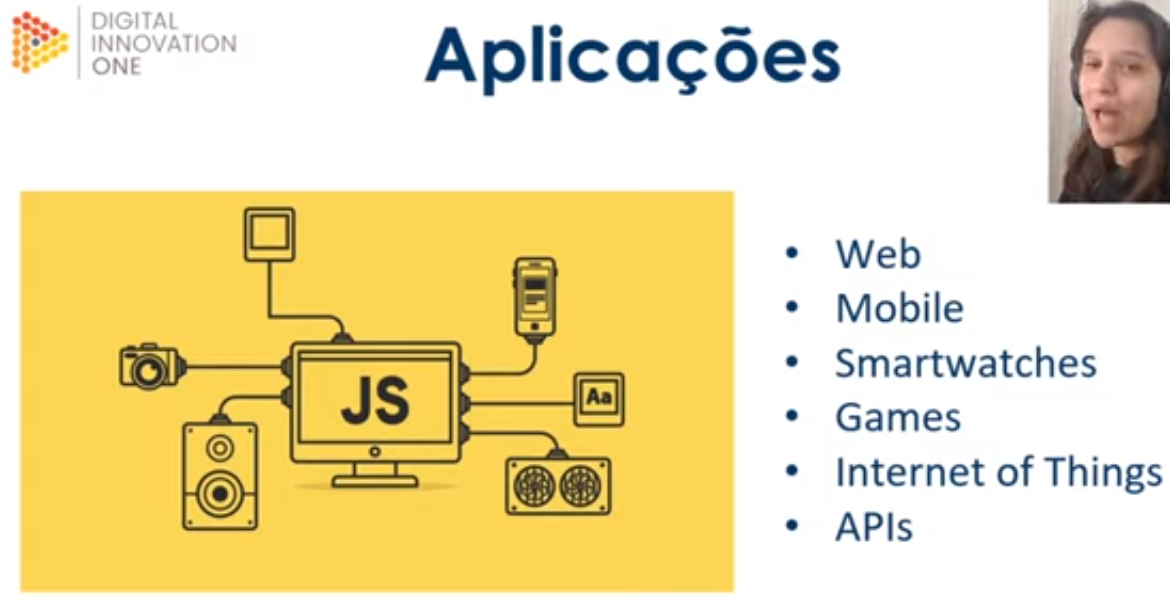 DIGITAL
INNOVATION
ONE
Aplicações
JS
Aa
• Web
• Mobile
• Smartwatches
• Games
• Internet of Things
• APIs